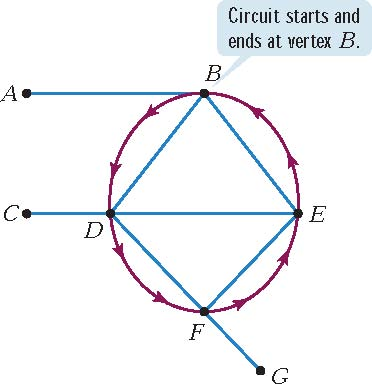 Circuit starts and
ends at vertex B.
B
A
C
D
E
F
G